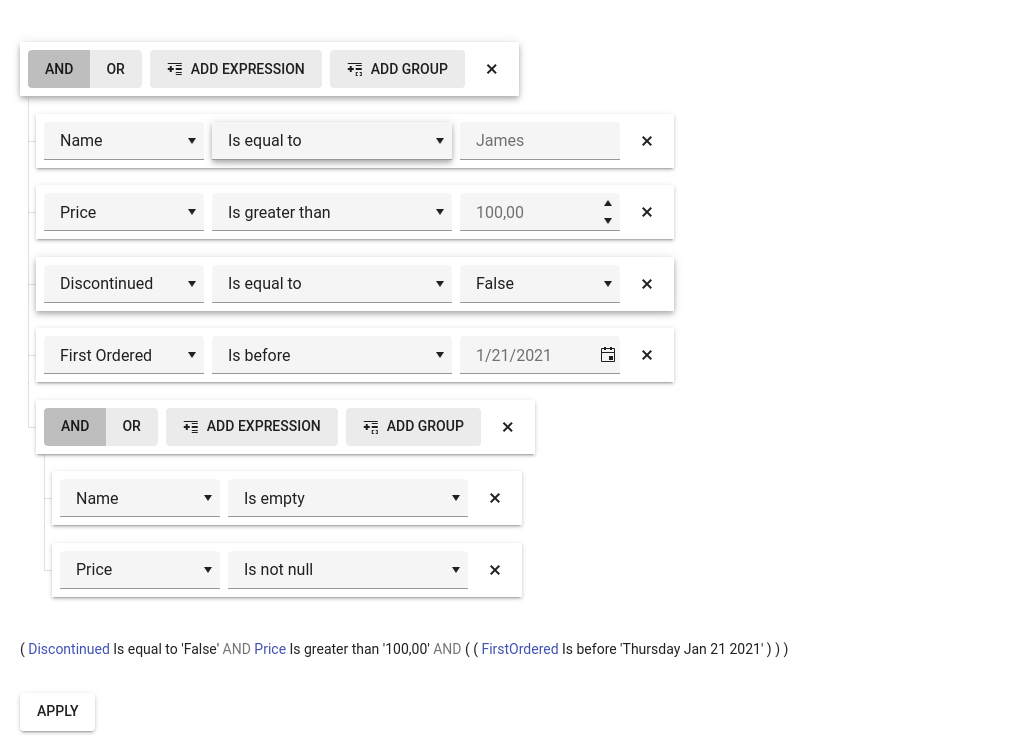 AND OR ADD EXPRESSION ADD GROUP
Name Is equal to James
Price Is greater than 100,00
Discontinued Is equal to False
First Ordered Is before 1/21/2021
AND OR ADD EXPRESSION ADD GROUP
Name Is empty
Price Is not null
( Discontinued Is equal to 'False' AND Price Is greater than '100,00' AND ( ( FirstOrdered Is before 'Thursday Jan 21 2021' ) ) )
APPLY